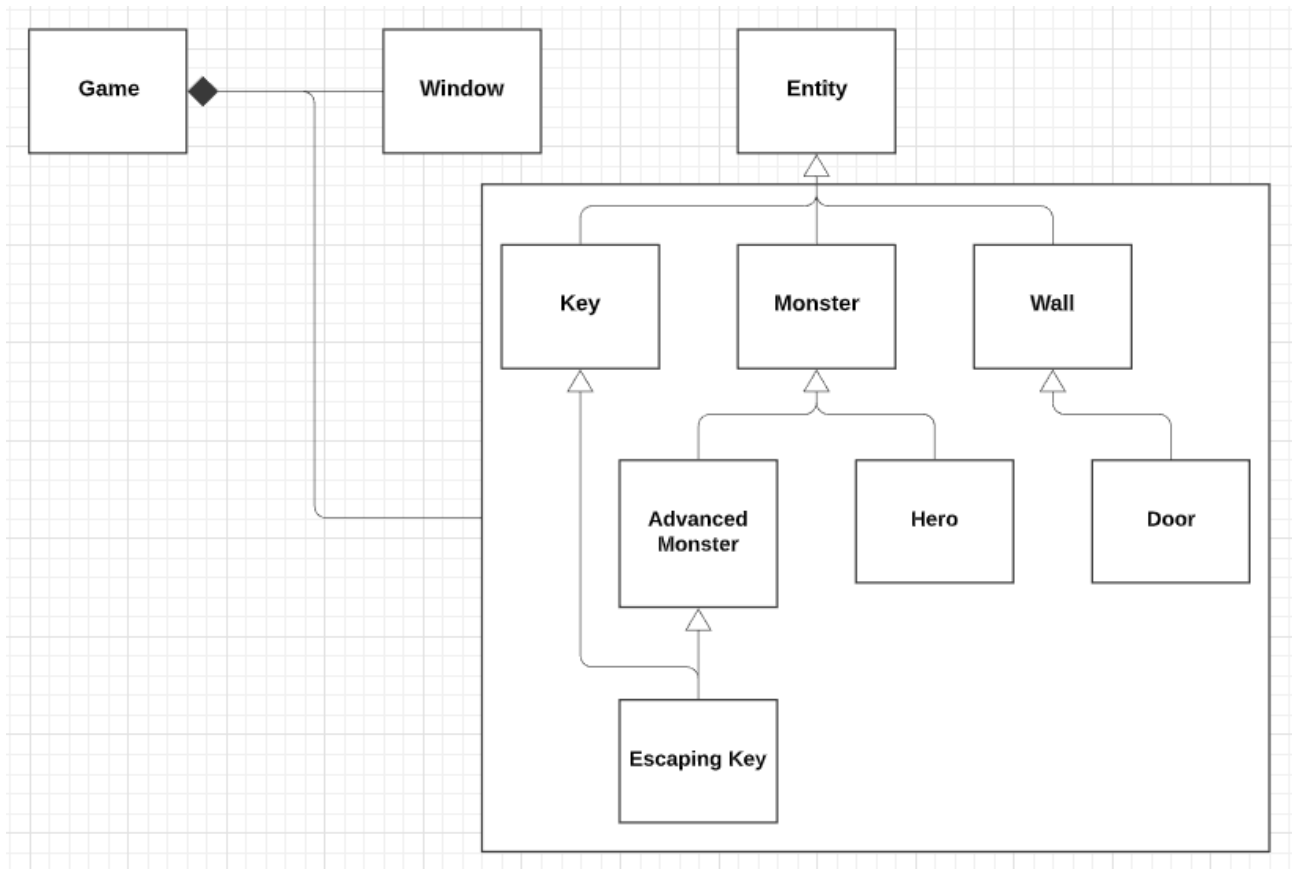 Game
Window
Entity
Key
Monster
Wall
Advanced
Monster
Hero
Door
Escaping Key